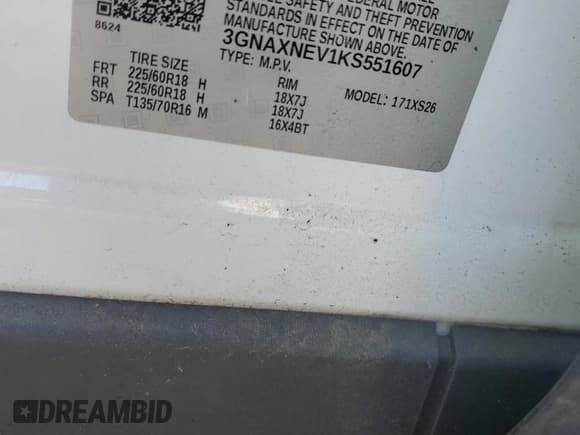 FEDERAL MOTOR
SAFETY AND THEFT PREVENTION
STANDARDS IN EFFECT ON THE DATE OF
MANUFACTURE SHOWN ABOVE.
3GNAXNEV1KS551607
TYPE: M.P.V.
8624
TIRE SIZE RIM MODEL: 171XS26
FRT 225/60R18 H 18X7J
RR 225/60R18 H 18X7J
SPA T135/70R16 M 16X4BT
DREAMBID